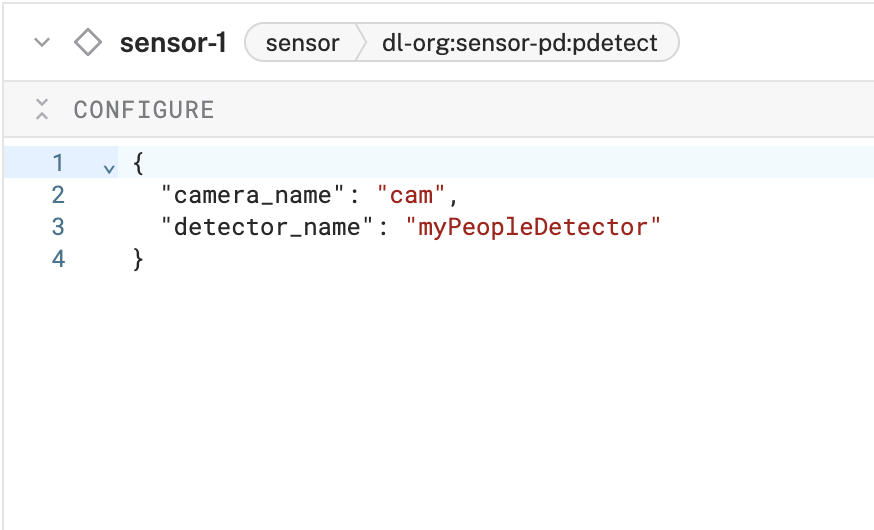 sensor-1 sensor dl-org:sensor-pd:pdetect
CONFIGURE
1 {
2 "camera_name": "cam",
3 "detector_name": "myPeopleDetector"
4 }